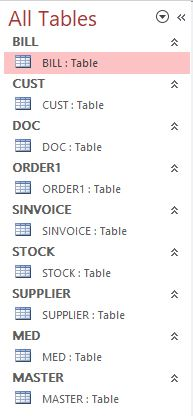 All Tables
BILL
BILL : Table
CUST
CUST : Table
DOC
DOC : Table
ORDER1
ORDER1 : Table
SINVOICE
SINVOICE : Table
STOCK
STOCK : Table
SUPPLIER
SUPPLIER : Table
MED
MED : Table
MASTER
MASTER : Table